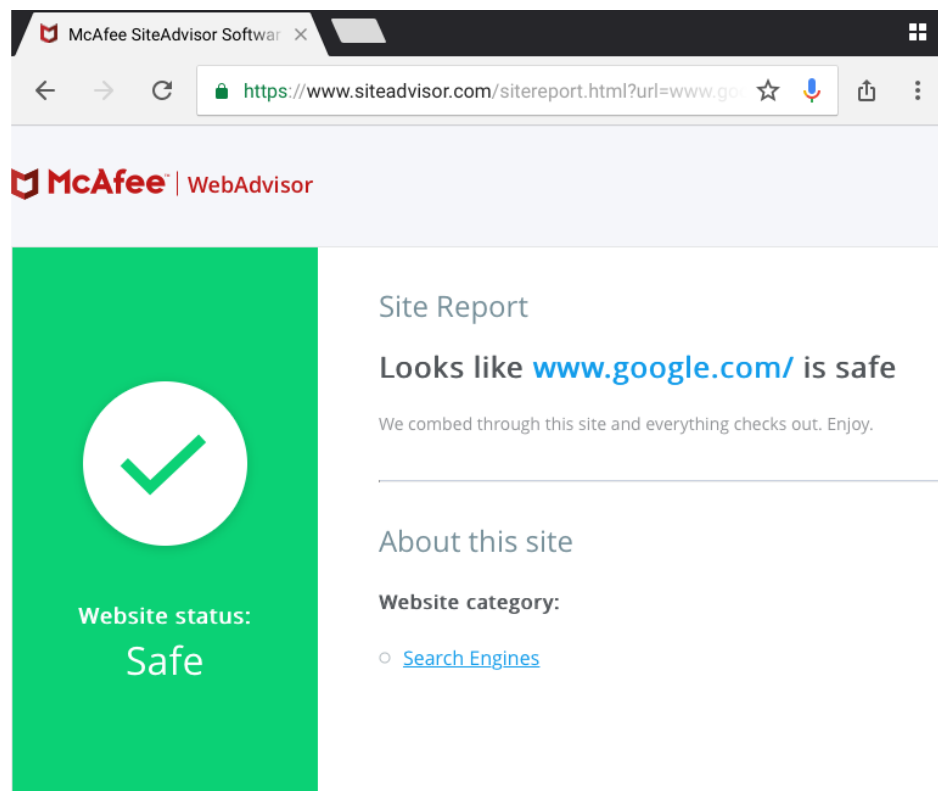 McAfee SiteAdvisor Softwar
https://www.siteadvisor.com/sitereport.html?url=www.go
McAfee™ | WebAdvisor
Site Report
Looks like www.google.com/ is safe
We combed through this site and everything checks out. Enjoy.
About this site
Website category:
Search Engines
Website status:
Safe